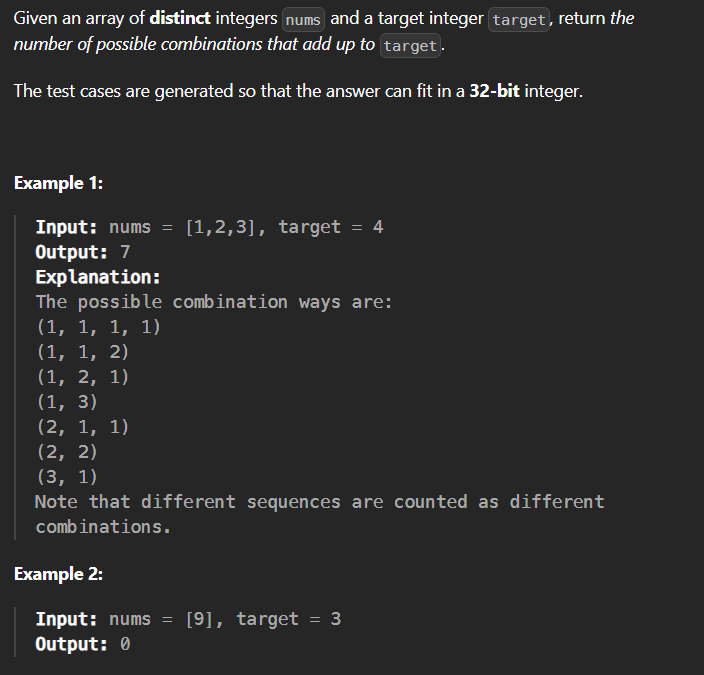 Given an array of distinct integers nums and a target integer target, return the
number of possible combinations that add up to target.
The test cases are generated so that the answer can fit in a 32-bit integer.
Example 1:
Input: nums = [1,2,3], target = 4
Output: 7
Explanation:
The possible combination ways are:
(1, 1, 1, 1)
(1, 1, 2)
(1, 2, 1)
(1, 3)
(2, 1, 1)
(2, 2)
(3, 1)
Note that different sequences are counted as different
combinations.
Example 2:
Input: nums = [9], target = 3
Output: 0